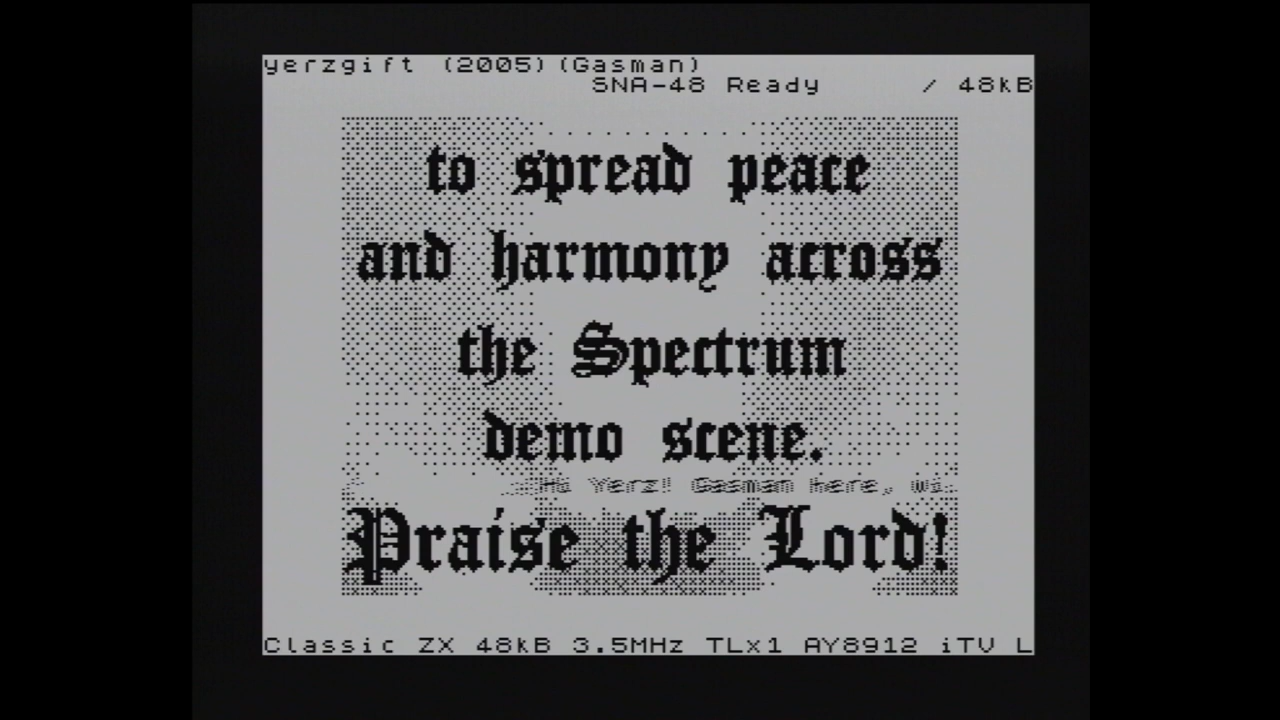 yerzgift (2005)(Gasman)
SNA-48 Ready / 48kB
to spread peace
and harmony across
the Spectrum
demo scene.
Hi Yerz! Gasman here, wi
Praise the Lord!
Classic ZX 48kB 3.5MHz TLx1 AY8912 iTV L